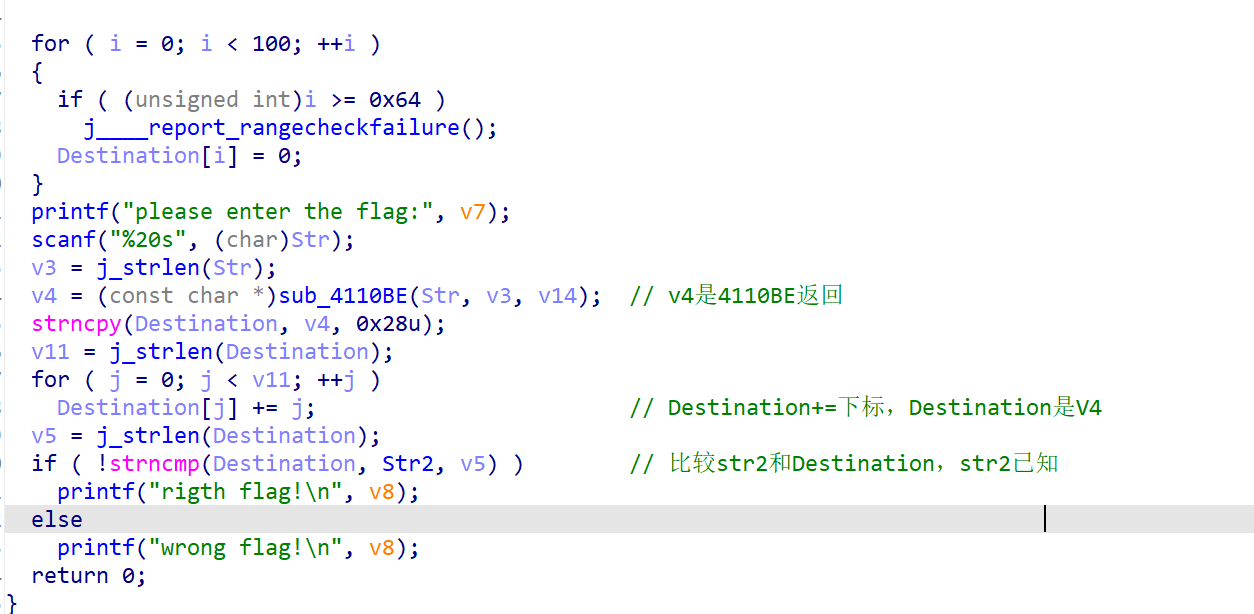 for ( i = 0; i < 100; ++i )
{
if ( (unsigned int)i >= 0x64 )
j____report_rangecheckfailure();
Destination[i] = 0;
}
printf("please enter the flag:", v7);
scanf("%20s", (char)Str);
v3 = j_strlen(Str);
v4 = (const char *)sub_4110BE(Str, v3, v14); // v4是4110BE返回
strncpy(Destination, v4, 0x28u);
v11 = j_strlen(Destination);
for ( j = 0; j < v11; ++j )
Destination[j] += j; // Destination+=下标，Destination是V4
v5 = j_strlen(Destination);
if ( !strncmp(Destination, Str2, v5) ) // 比较str2和Destination，str2已知
printf("rigth flag!\n", v8);
else
printf("wrong flag!\n", v8);
return 0;
}